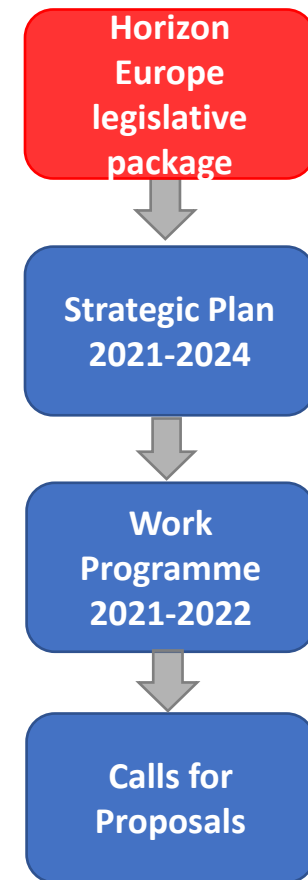 Horizon
Europe
legislative
package
Strategic Plan
2021-2024
Work
Programme
2021-2022
Calls for
Proposals